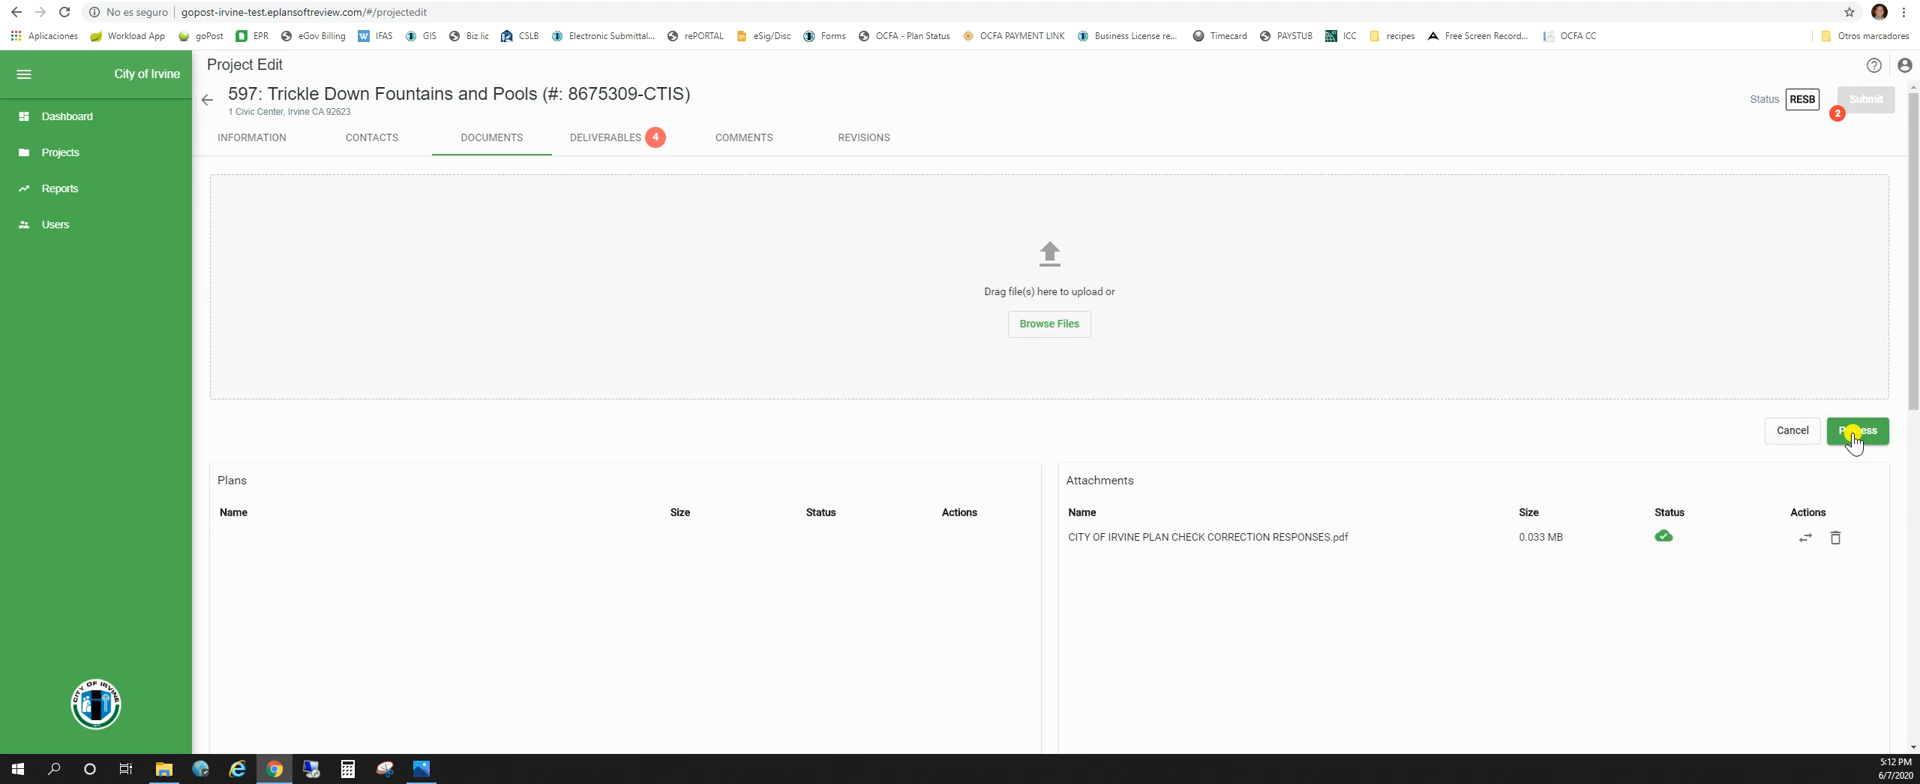 No es seguro gopost-irvine-test.eplansoftreview.com/#/projectedit
Aplicaciones Workload App goPost EPR eGov Billing IFAS GIS Biz lic CSLB Electronic Submittal... rePORTAL eSig/Disc Forms OCFA - Plan Status OCFA PAYMENT LINK Business License re... Timecard PAYSTUB ICC recipes Free Screen Record... OCFA CC Otros marcadores
City of Irvine
Project Edit
597: Trickle Down Fountains and Pools (#: 8675309-CTIS)
1 Civic Center, Irvine CA 92623
Status RESB Submit
2
INFORMATION CONTACTS DOCUMENTS DELIVERABLES 4 COMMENTS REVISIONS
Dashboard
Projects
Reports
Users
Drag file(s) here to upload or
Browse Files
Cancel
Plans
Name Size Status Actions
Attachments
Name Size Status Actions
CITY OF IRVINE PLAN CHECK CORRECTION RESPONSES.pdf 0.033 MB
CITY OF IRVINE
5:12 PM
6/7/2020